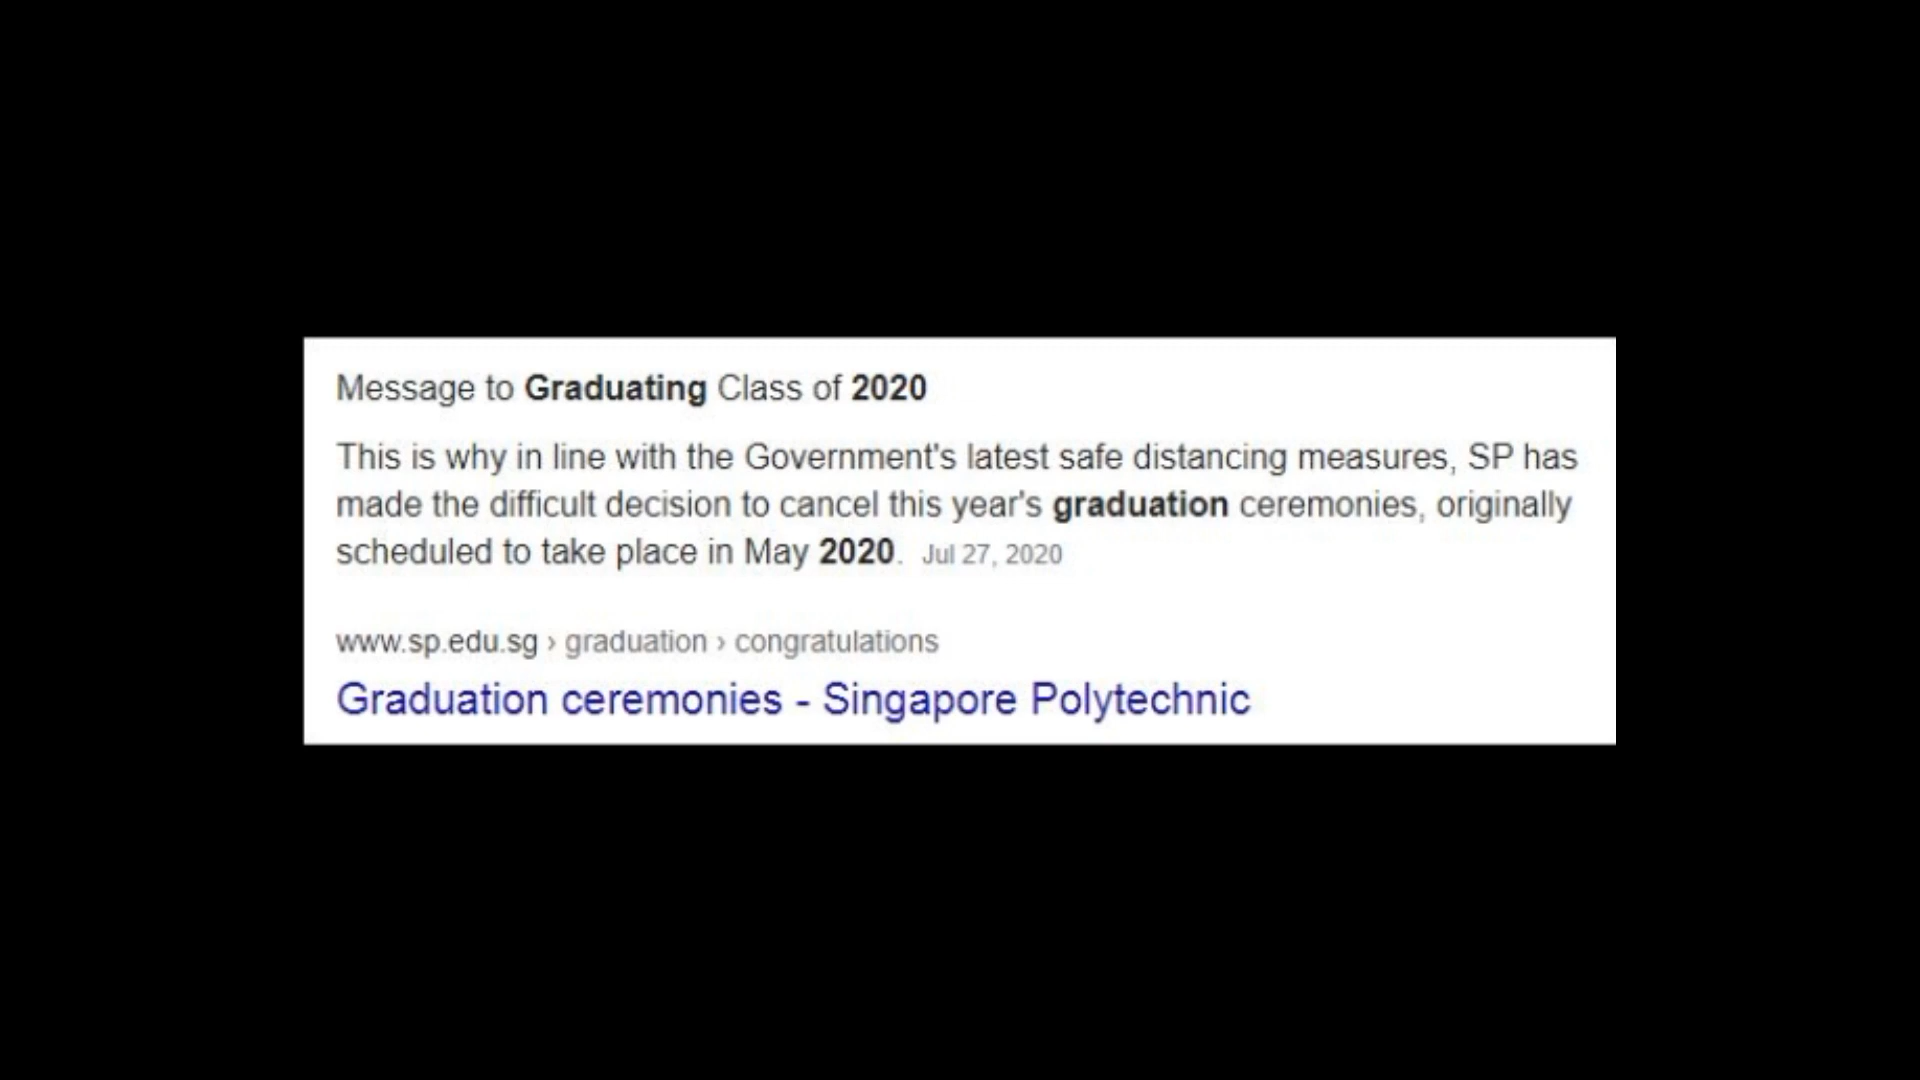 Message to Graduating Class of 2020
This is why in line with the Government's latest safe distancing measures, SP has
made the difficult decision to cancel this year's graduation ceremonies, originally
scheduled to take place in May 2020. Jul 27, 2020
www.sp.edu.sg › graduation › congratulations
Graduation ceremonies - Singapore Polytechnic